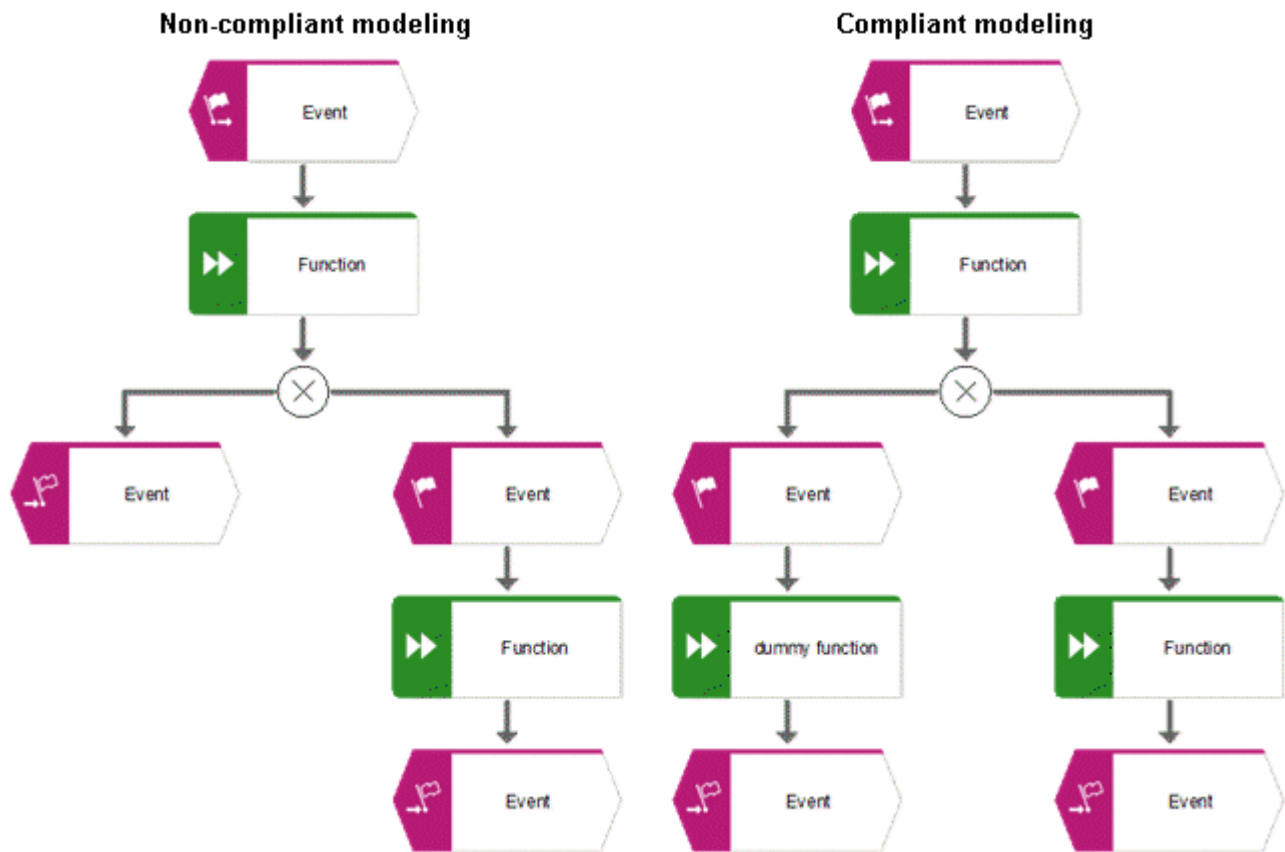 Non-compliant modeling
Compliant modeling
Event
Event
Function
Function
Event
Event
Event
Event
Function
dummy function
Function
Event
Event
Event